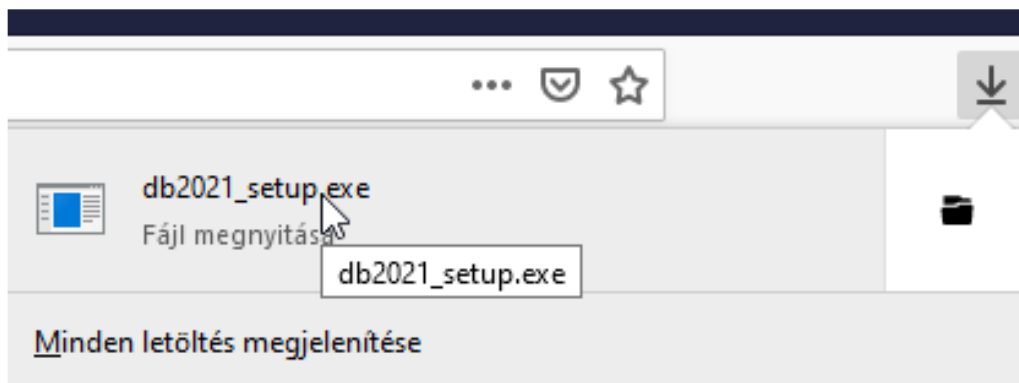 db2021_setup.exe
Fájl megnyitása
db2021_setup.exe
Minden letöltés megjelenítése